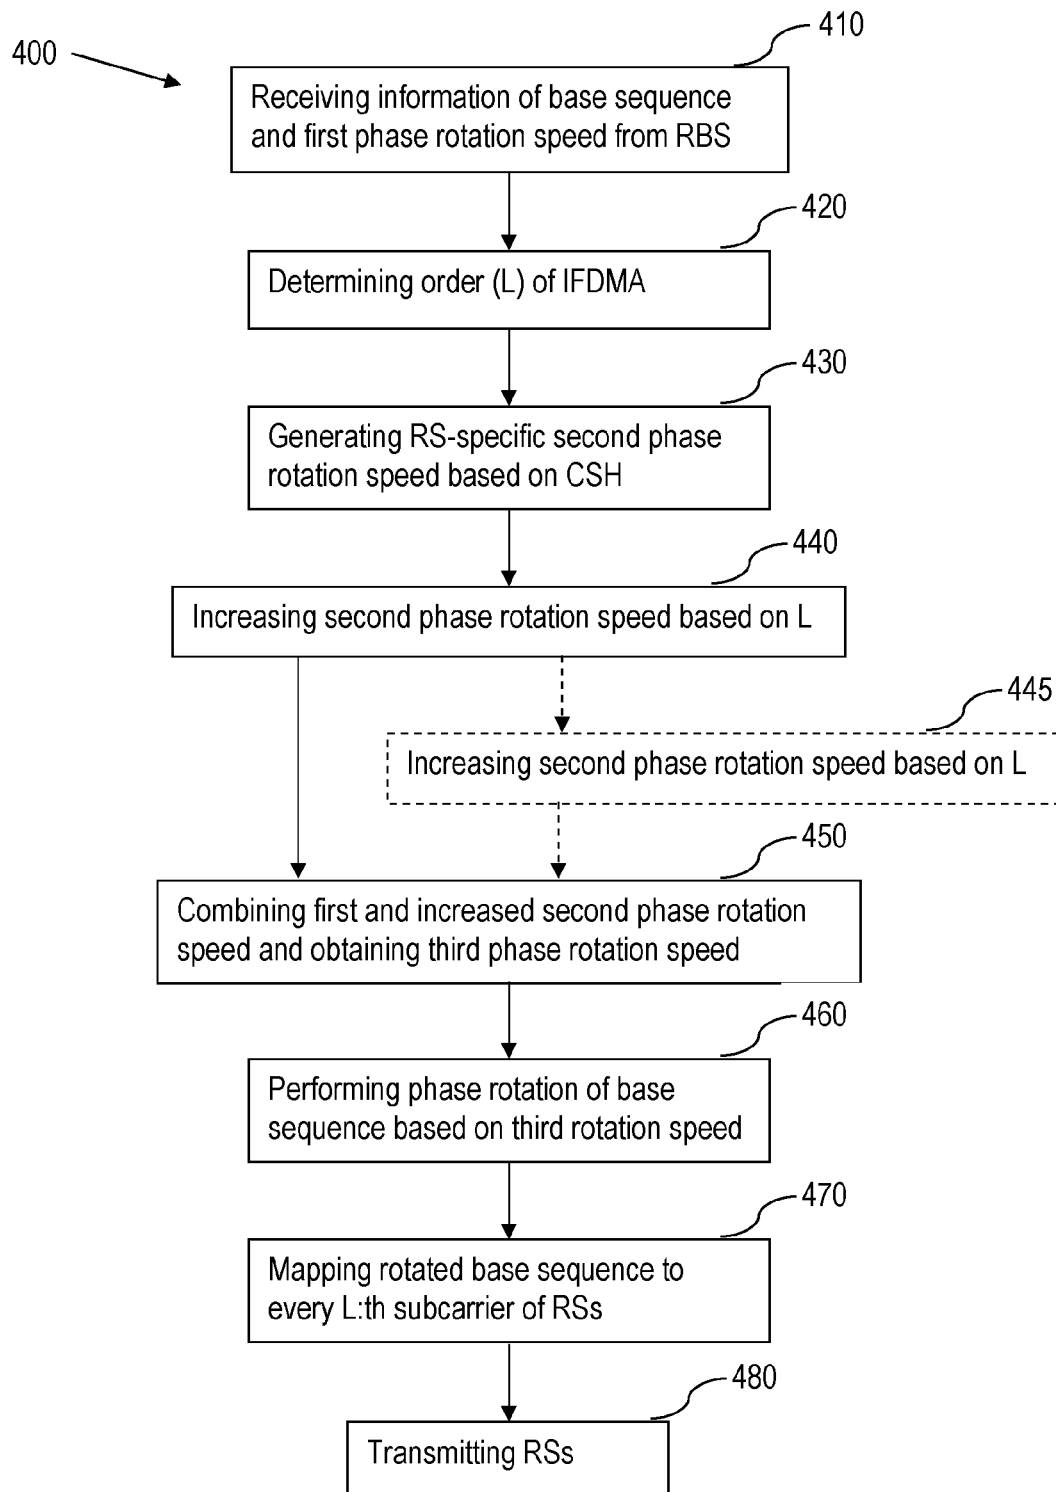 410
400
Receiving information of base sequence
and first phase rotation speed from RBS
420
Determining order (L) of IFDMA
430
Generating RS-specific second phase
rotation speed based on CSH
440
Increasing second phase rotation speed based on L
445
Increasing second phase rotation speed based on L
450
Combining first and increased second phase rotation
speed and obtaining third phase rotation speed
460
Performing phase rotation of base
sequence based on third rotation speed
470
Mapping rotated base sequence to
every L:th subcarrier of RSs
480
Transmitting RSs